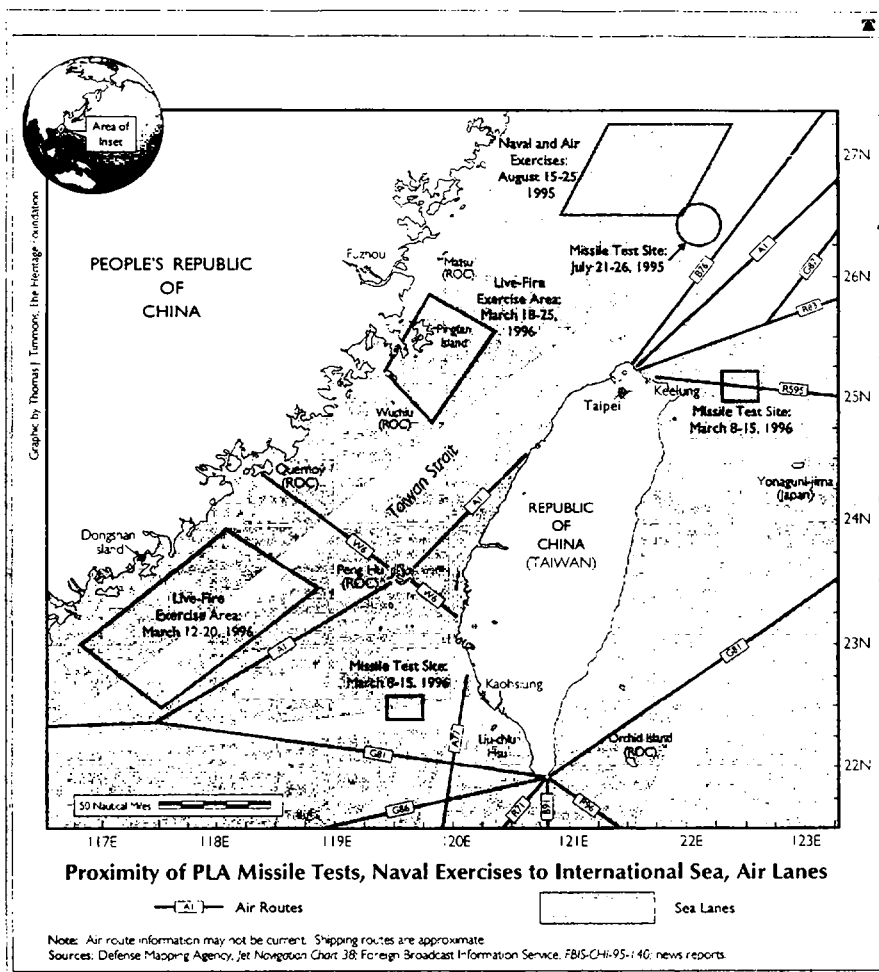 Area of
Inset
Graphic by Thomas J. Timmons, The Heritage Foundation
Naval and Air
Exercises:
August 15-25
1995
27N
Missile Test Site:
July 21-26, 1995
B76
A1
G87
26N
R83
PEOPLE'S REPUBLIC
OF
CHINA
Fuzhou
Matsu
(ROC)
Live-Fire
Exercise Area:
March 18-25,
1996
Pingtan
Island
Wuchiu
(ROC)
Taipei
Keelung
R595
25N
Missile Test Site:
March 8-15, 1996
Quemoy
(ROC)
Taiwan Strait
A1
Yonaguni-jima
(Japan)
REPUBLIC
OF
CHINA
(TAIWAN)
24N
Dongshan
Island
W8
Peng Hu
(ROC)
W6
Live-Fire
Exercise Area:
March 12-20, 1996
A1
23N
G81
Missile Test Site:
March 8-15, 1996
Kaohsiung
A77
Liu-chiu
Hsu
Orchid Island
(ROC)
22N
G81
G86
R71
B591
R96
50 Nautical Miles
117E
118E
119E
120E
121E
22E
123E
Proximity of PLA Missile Tests, Naval Exercises to International Sea, Air Lanes
A1
Air Routes
Sea Lanes
Note: Air route information may not be current. Shipping routes are approximate
Sources: Defense Mapping Agency, Jet Navigation Chart 38; Foreign Broadcast Information Service, FBIS-CHI-95-140; news reports